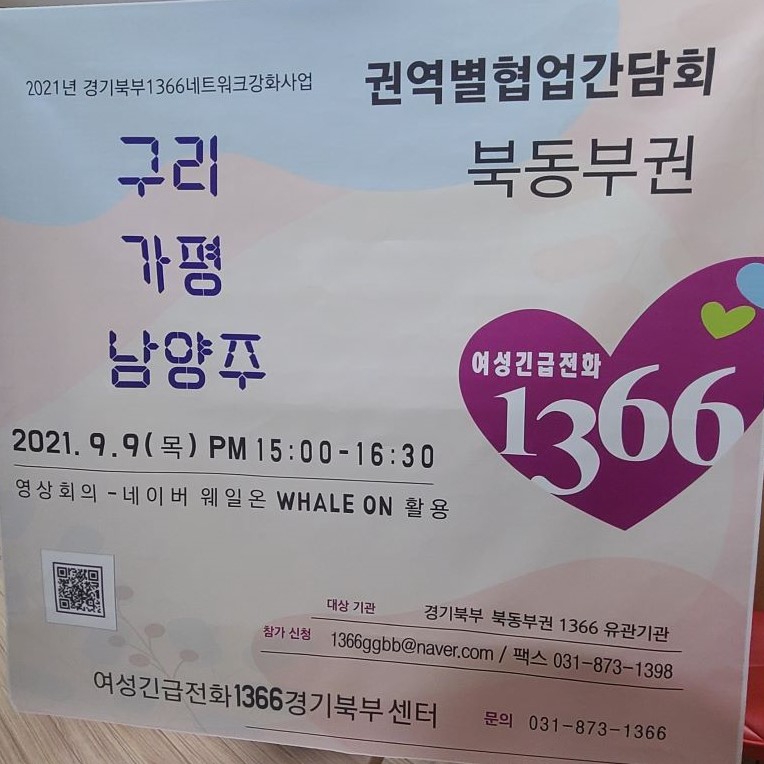 2021년 경기북부1366네트워크강화사업
권역별협업간담회
북동부권
구리
가평
남양주
여성긴급전화
1366
2021. 9. 9(목) PM 15:00-16:30
영상회의 - 네이버 웨일온 WHALE ON 활용
대상 기관 경기북부 북동부권 1366 유관기관
참가 신청 1366ggbb@naver.com / 팩스 031-873-1398
여성긴급전화1366경기북부센터
문의 031-873-1366